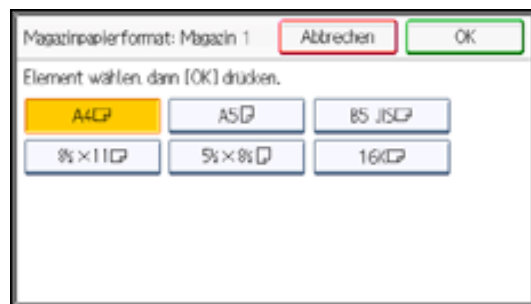 Magazinpapierformat: Magazin 1 Abbrechen OK
Element wählen, dann [OK] drücken.
A4 A5 B5 JIS
8½×11 5½×8½ 16K